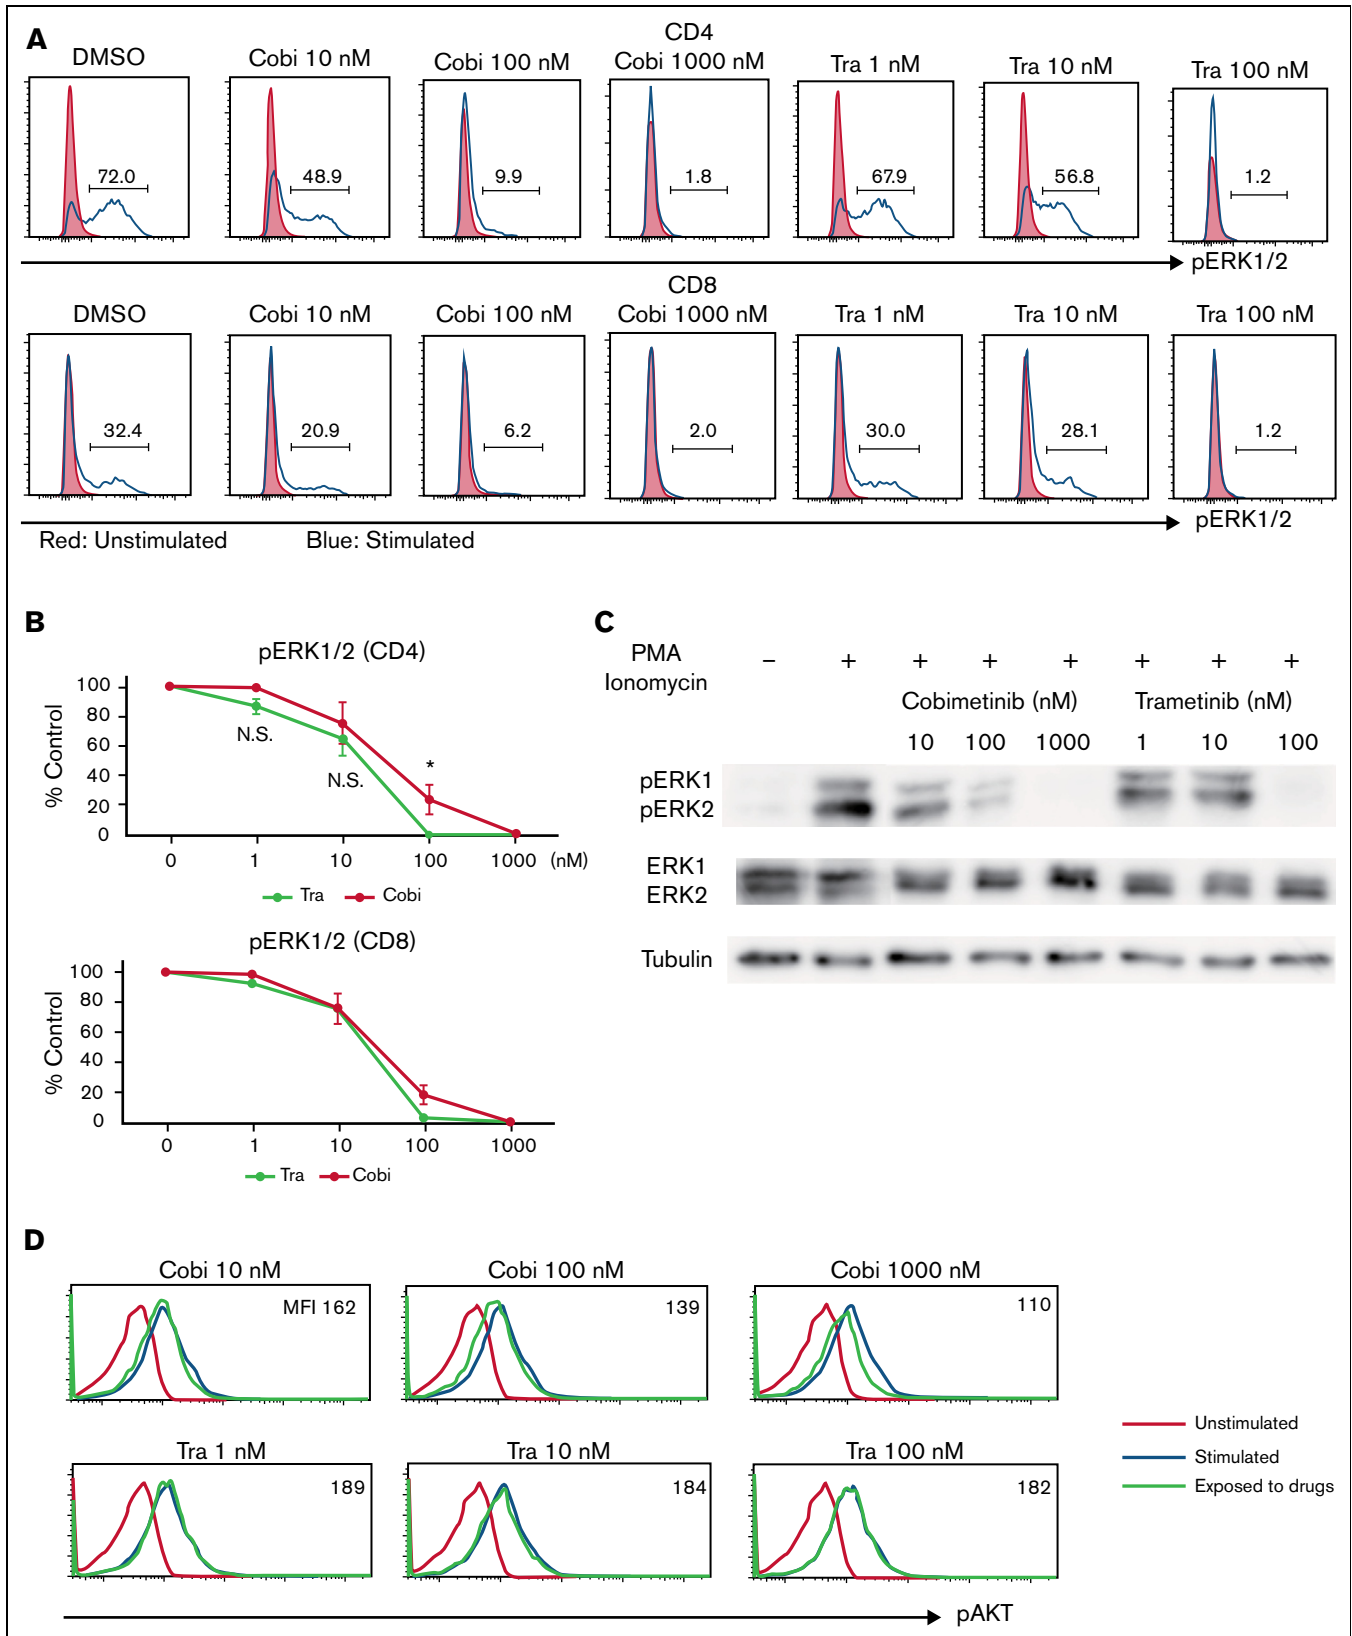 A
CD4
DMSO Cobi 10 nM Cobi 100 nM Cobi 1000 nM Tra 1 nM Tra 10 nM Tra 100 nM
72.0 48.9 9.9 1.8 67.9 56.8 1.2
pERK1/2
CD8
DMSO Cobi 10 nM Cobi 100 nM Cobi 1000 nM Tra 1 nM Tra 10 nM Tra 100 nM
32.4 20.9 6.2 2.0 30.0 28.1 1.2
pERK1/2
Red: Unstimulated Blue: Stimulated
B
pERK1/2 (CD4)
% Control
100
80
60
40
20
0
N.S.
N.S.
*
0 1 10 100 1000 (nM)
Tra Cobi
pERK1/2 (CD8)
% Control
100
80
60
40
20
0
0 1 10 100 1000
Tra Cobi
C
PMA
Ionomycin
– + + + + + + +
Cobimetinib (nM) Trametinib (nM)
10 100 1000 1 10 100
pERK1
pERK2
ERK1
ERK2
Tubulin
D
Cobi 10 nM Cobi 100 nM Cobi 1000 nM
MFI 162 139 110
Tra 1 nM Tra 10 nM Tra 100 nM
189 184 182
pAKT
Unstimulated
Stimulated
Exposed to drugs